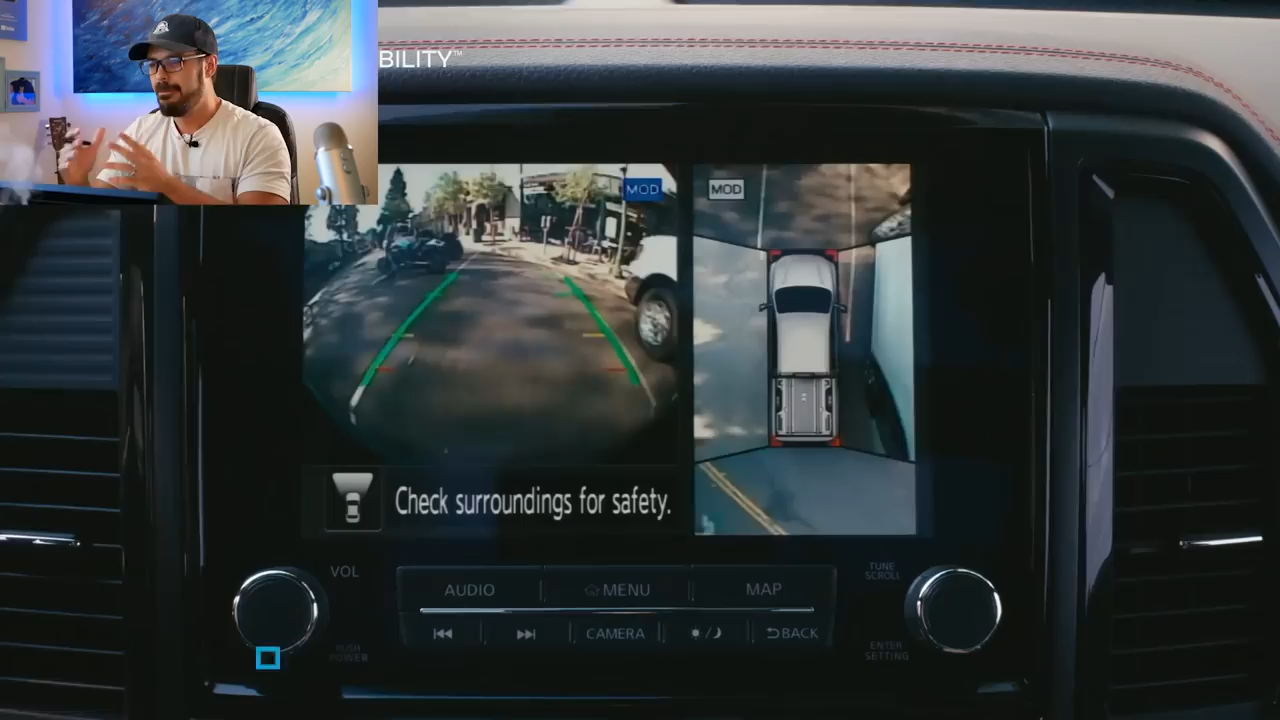 BILITY™
MOD
MOD
Check surroundings for safety.
VOL
PUSH
POWER
AUDIO
MENU
MAP
CAMERA
BACK
TUNE
SCROLL
ENTER
SETTING